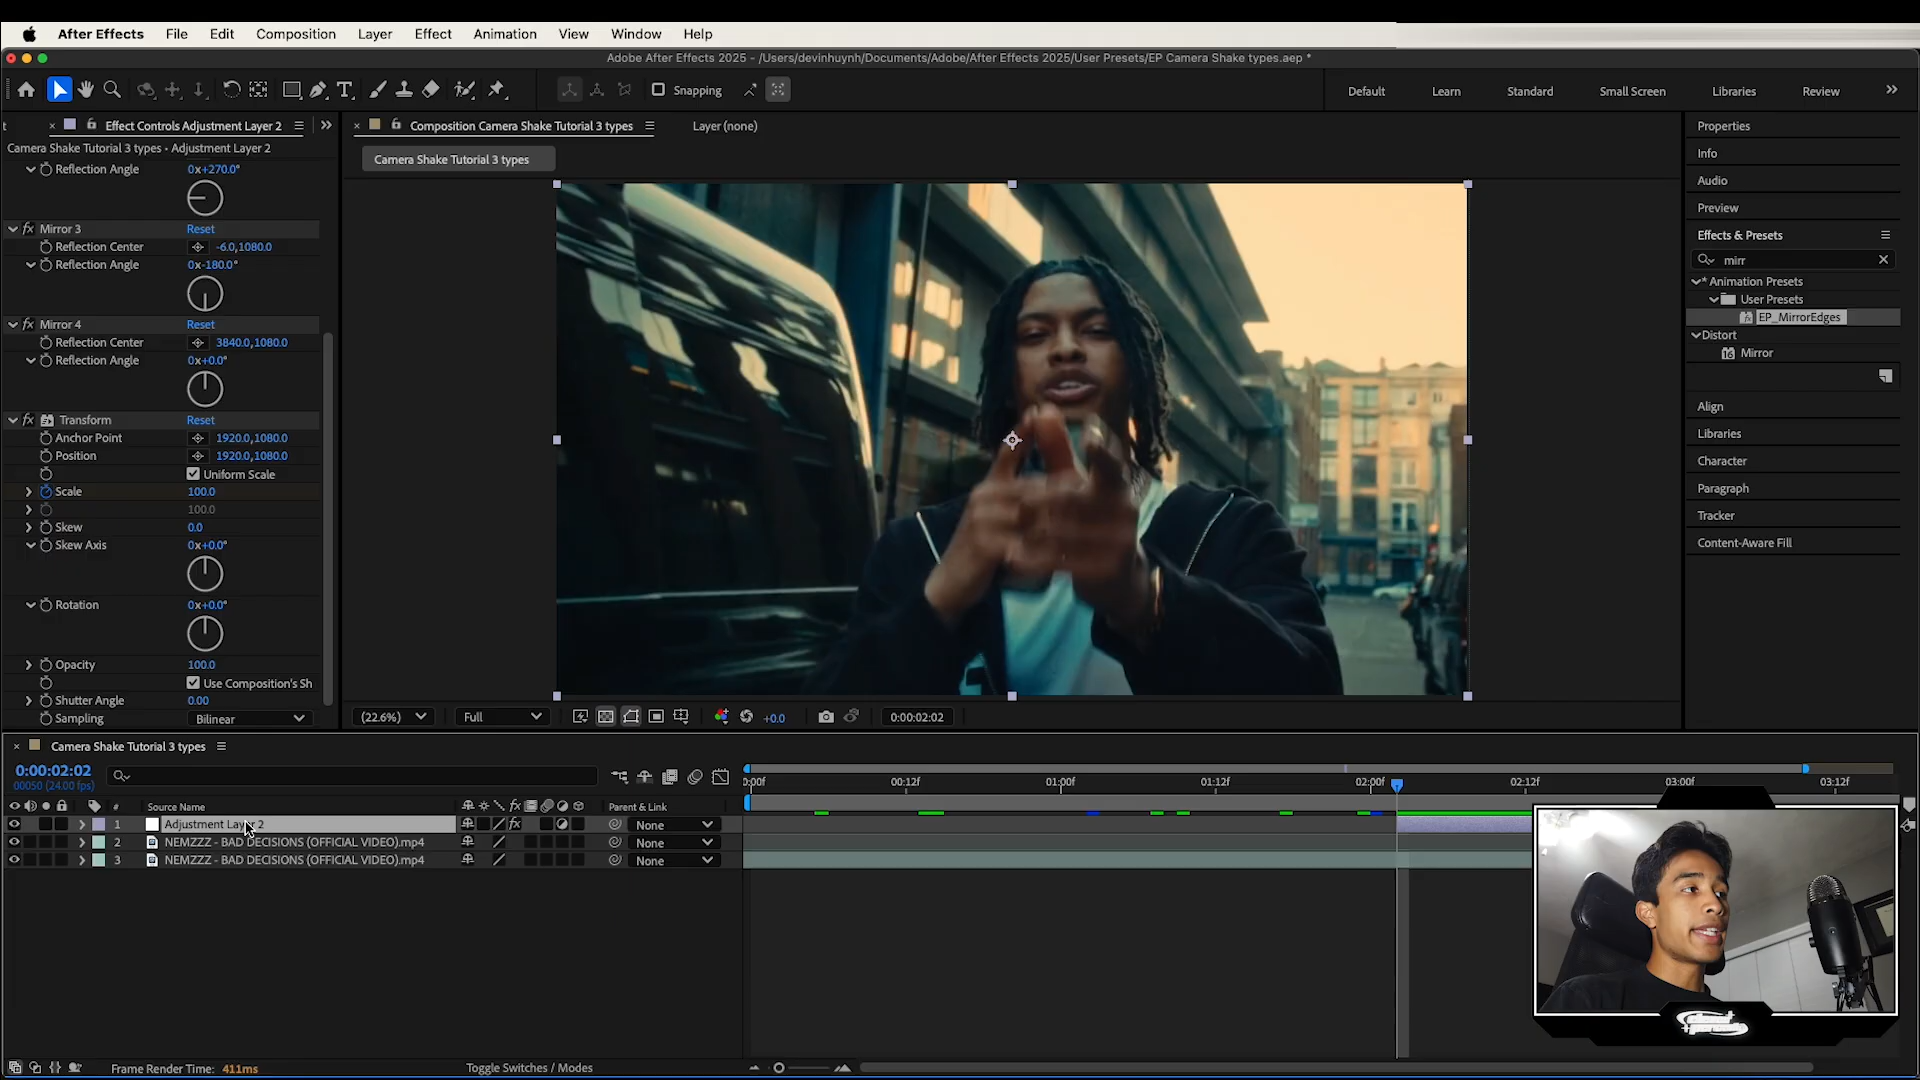 After Effects File Edit Composition Layer Effect Animation View Window Help
Adobe After Effects 2025 - /Users/devinhuynh/Documents/Adobe/After Effects 2025/User Presets/EP Camera Shake types.aep *
Snapping
Default Learn Standard Small Screen Libraries Review
Effect Controls Adjustment Layer 2
Composition Camera Shake Tutorial 3 types
Layer (none)
Camera Shake Tutorial 3 types • Adjustment Layer 2
Camera Shake Tutorial 3 types
Reflection Angle 0x+270.0°
Mirror 3 Reset
Reflection Center -6.0,1080.0
Reflection Angle 0x-180.0°
Mirror 4 Reset
Reflection Center 3840.0,1080.0
Reflection Angle 0x+0.0°
Transform Reset
Anchor Point 1920.0,1080.0
Position 1920.0,1080.0
Uniform Scale
Scale 100.0
100.0
Skew 0.0
Skew Axis 0x+0.0°
Rotation 0x+0.0°
Opacity 100.0
Use Composition's Sh
Shutter Angle 0.00
Sampling Bilinear
(22.6%) Full +0.0 0:00:02:02
Properties
Info
Audio
Preview
Effects & Presets
mirr
* Animation Presets
User Presets
EP_MirrorEdges
Distort
Mirror
Align
Libraries
Character
Paragraph
Tracker
Content-Aware Fill
Camera Shake Tutorial 3 types
0:00:02:02
00050 (24.00 fps)
:00f 00:12f 01:00f 01:12f 02:00f 02:12f 03:00f 03:12f
# Source Name fx Parent & Link
1 Adjustment Layer 2 None
2 NEMZZZ - BAD DECISIONS (OFFICIAL VIDEO).mp4 None
3 NEMZZZ - BAD DECISIONS (OFFICIAL VIDEO).mp4 None
Frame Render Time: 411ms
Toggle Switches / Modes